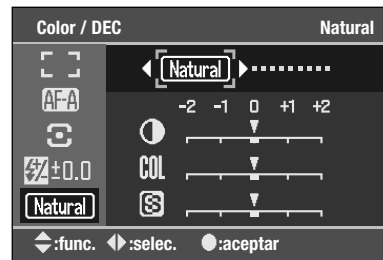 Color / DEC Natural
Natural
AF-A
-2 -1 0 +1 +2
COL
±0.0
S
Natural
:func. :selec. :aceptar